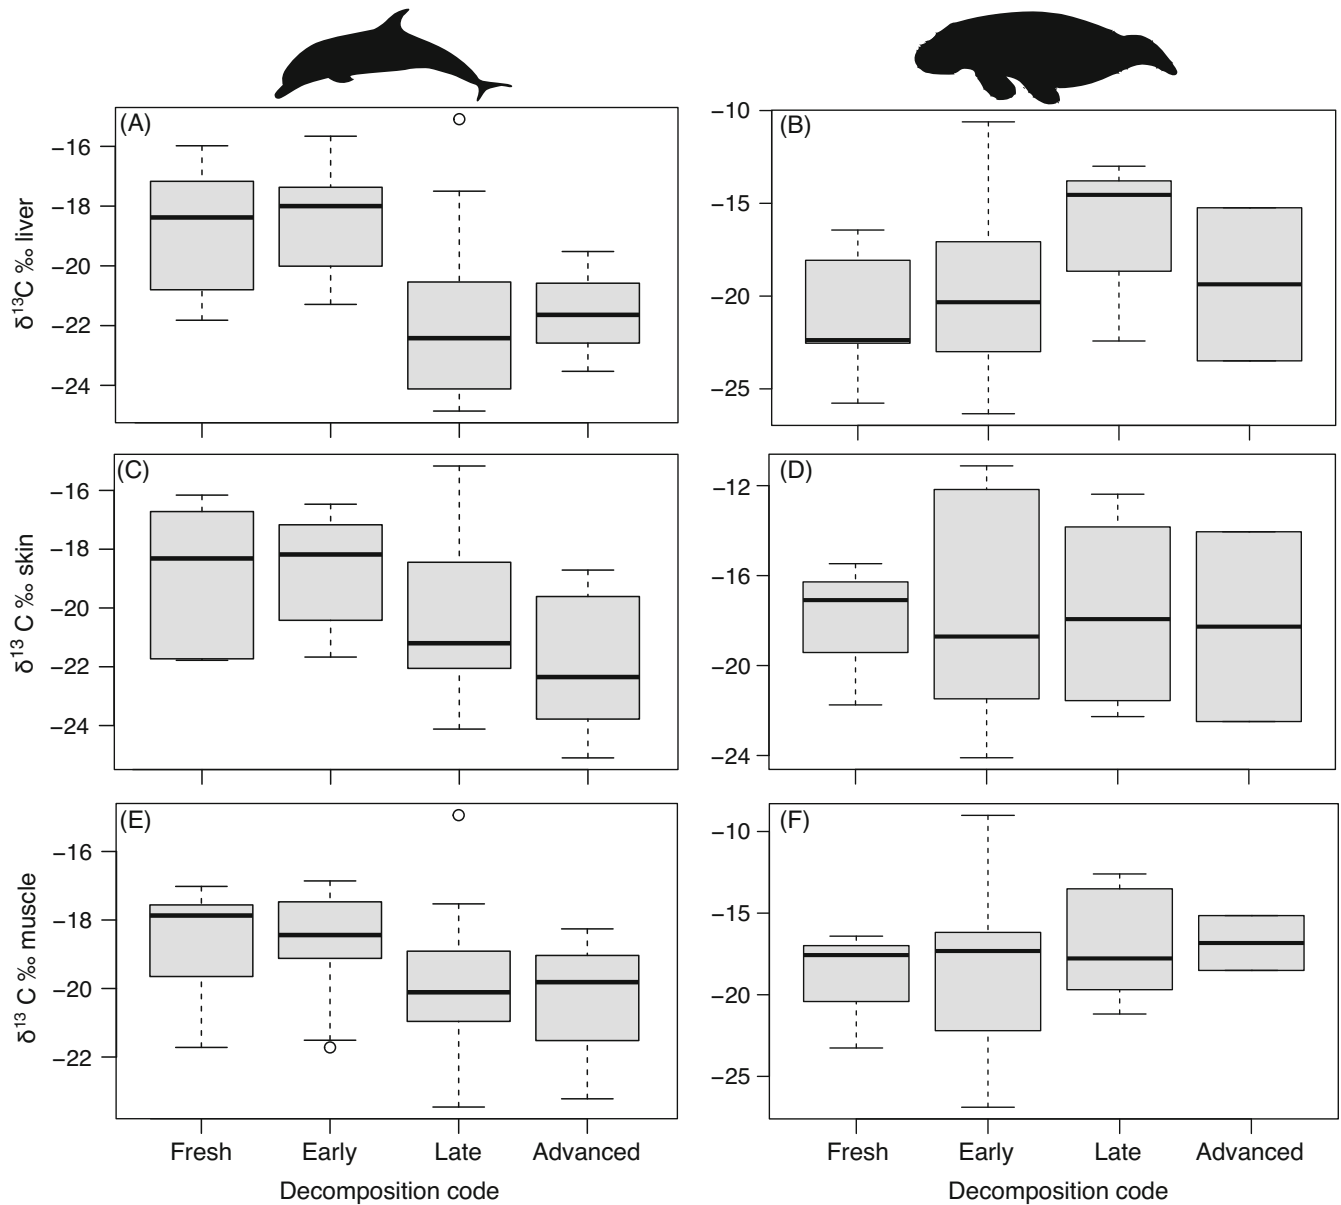 (A)
δ¹³C ‰ liver
−16
−18
−20
−22
−24
(B)
−10
−15
−20
−25
(C)
δ¹³ C ‰ skin
−16
−18
−20
−22
−24
(D)
−12
−16
−20
−24
(E)
δ¹³ C ‰ muscle
−16
−18
−20
−22
Fresh Early Late Advanced
Decomposition code
(F)
−10
−15
−20
−25
Fresh Early Late Advanced
Decomposition code